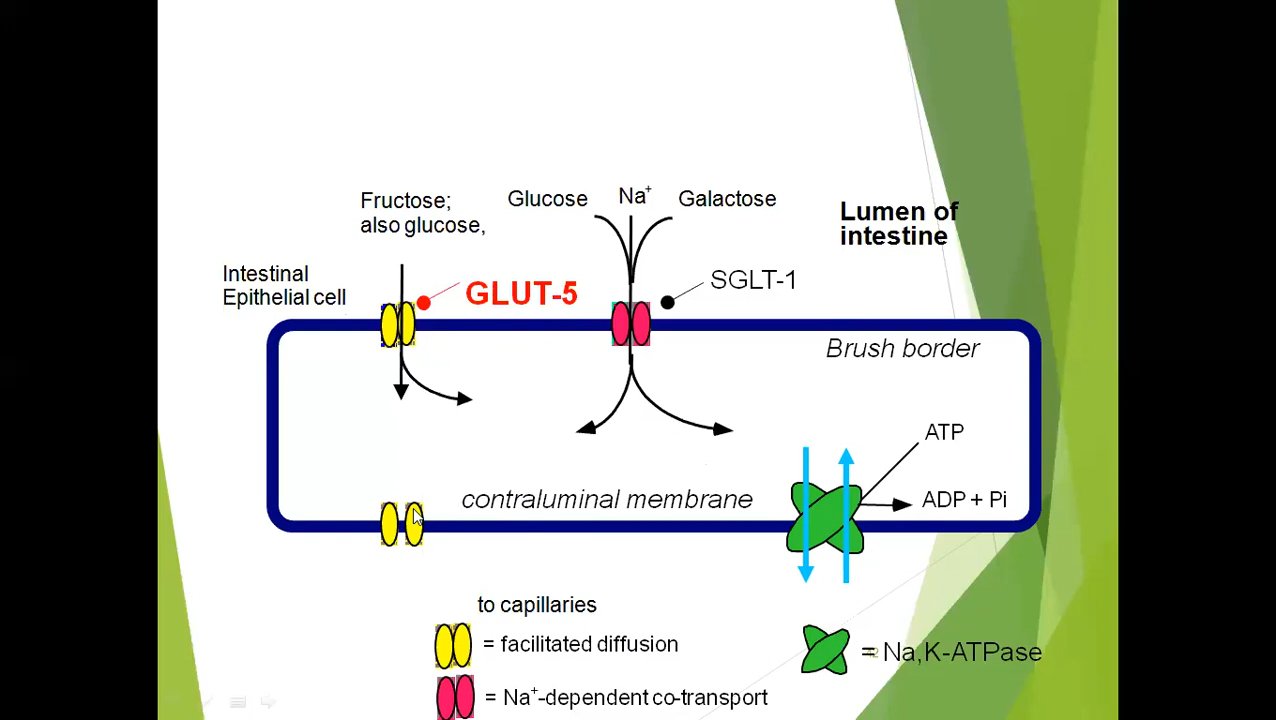 Fructose;
also glucose,
Glucose
Na+
Galactose
Lumen of
intestine
Intestinal
Epithelial cell
GLUT-5
SGLT-1
Brush border
ATP
contraluminal membrane
ADP + Pi
to capillaries
= facilitated diffusion
= Na,K-ATPase
= Na+-dependent co-transport